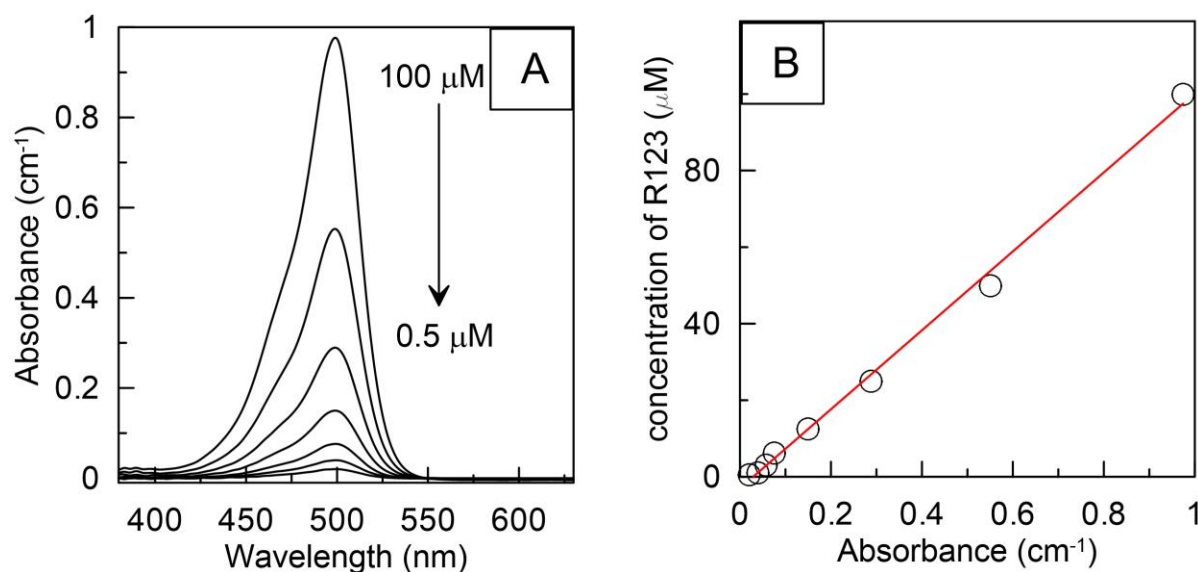 A
100 μM
0.5 μM
Absorbance (cm⁻¹)
1
0.8
0.6
0.4
0.2
0
400 450 500 550 600
Wavelength (nm)
B
concentration of R123 (μM)
80
40
0
0 0.2 0.4 0.6 0.8 1
Absorbance (cm⁻¹)